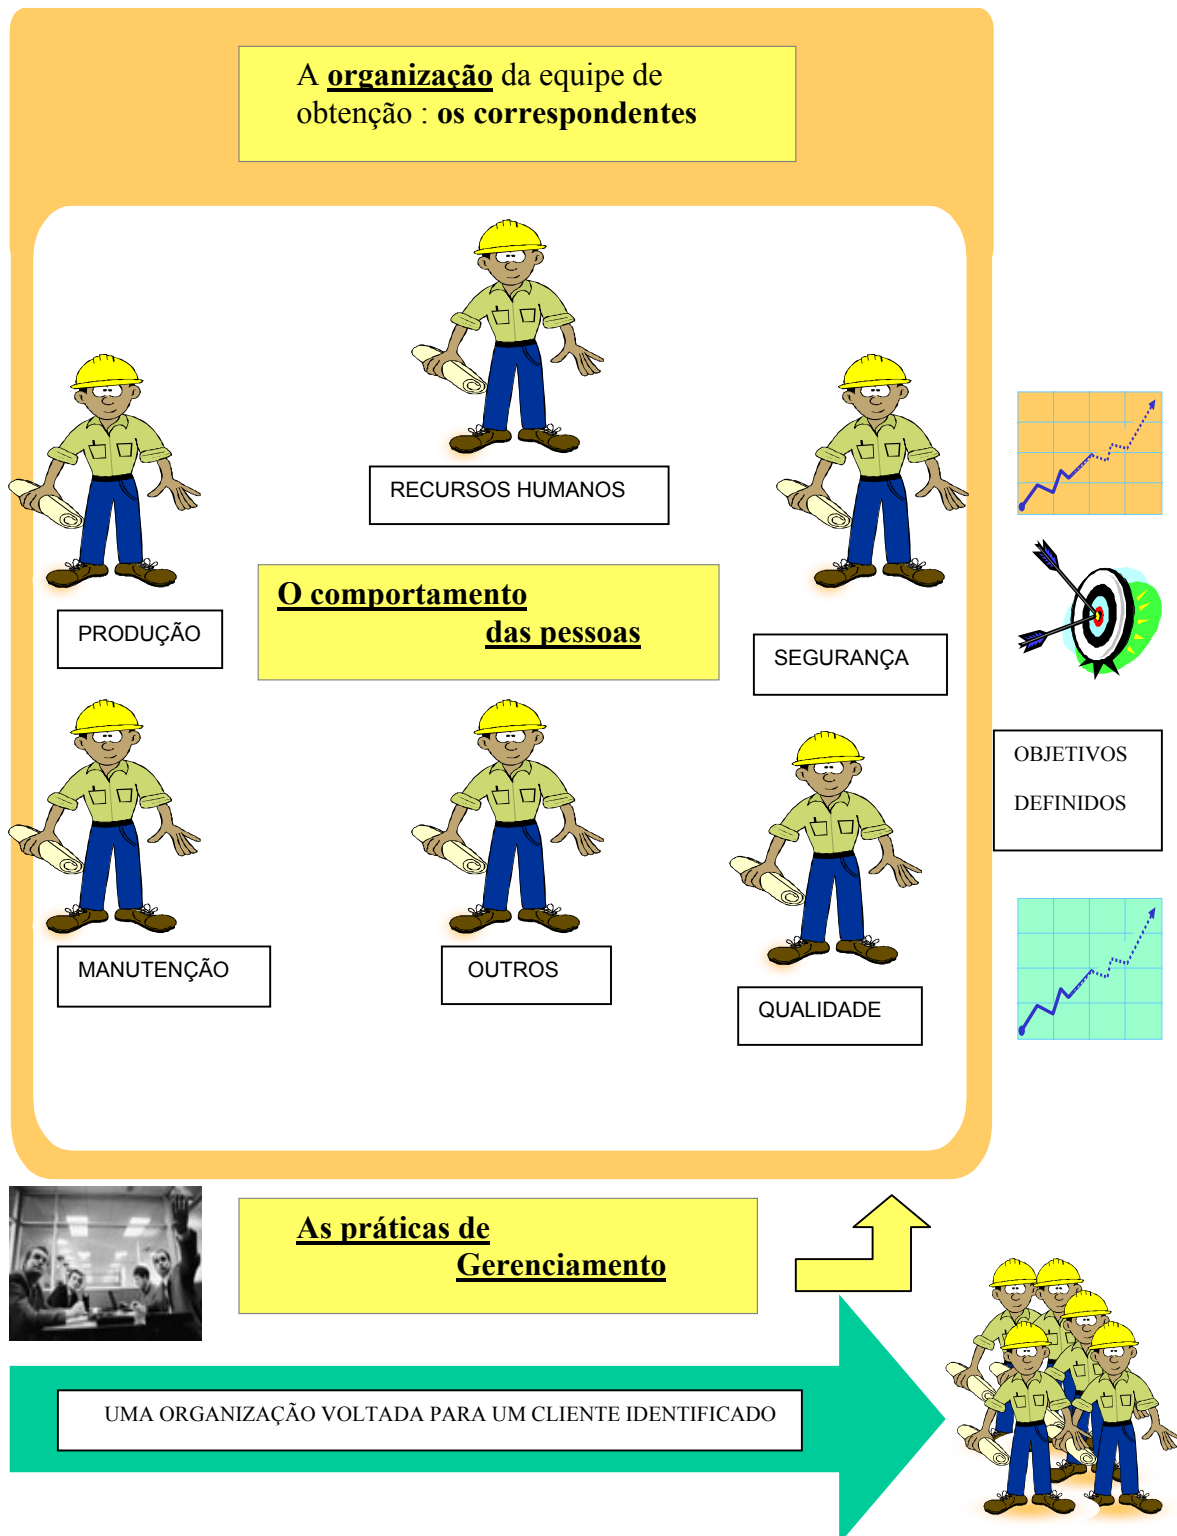 A organização da equipe de
obtenção : os correspondentes
RECURSOS HUMANOS
O comportamento
das pessoas
PRODUÇÃO
SEGURANÇA
OBJETIVOS
DEFINIDOS
MANUTENÇÃO
OUTROS
QUALIDADE
As práticas de
Gerenciamento
UMA ORGANIZAÇÃO VOLTADA PARA UM CLIENTE IDENTIFICADO